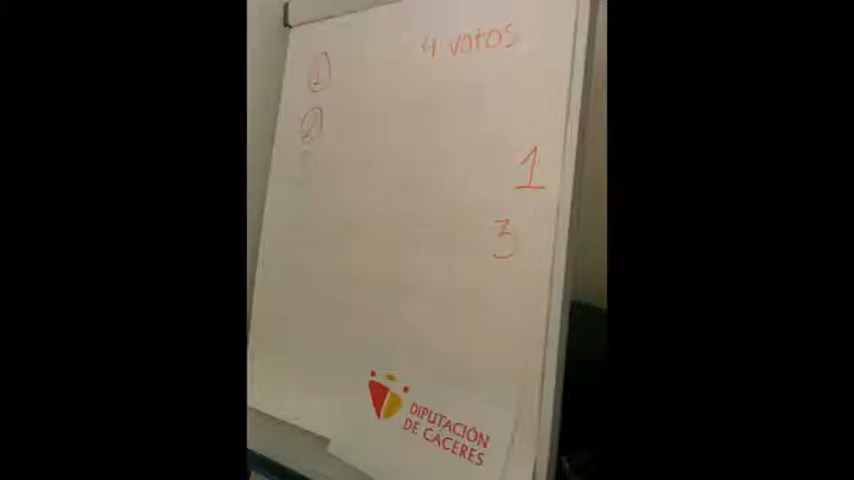 4 votos
1
2
1
3
DIPUTACIÓN
DE CÁCERES